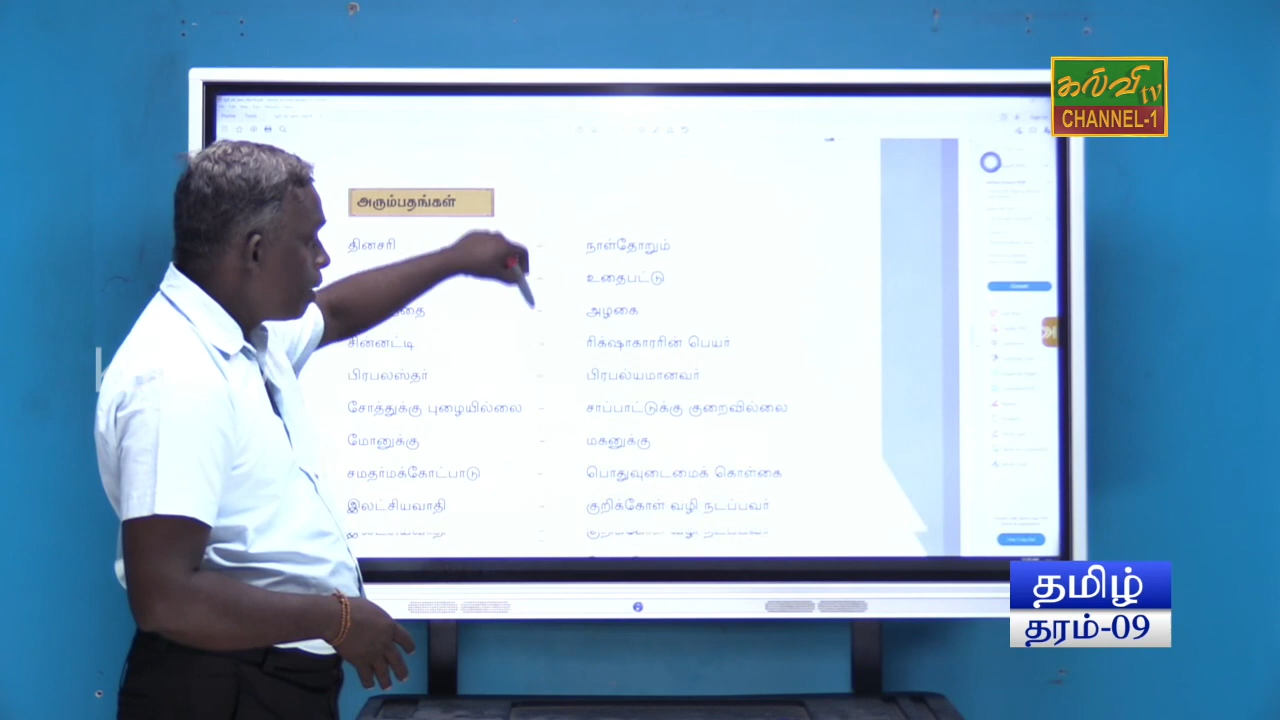 கல்வி tv
CHANNEL-1
அரும்பதங்கள்
தினசரி - நாள்தோறும்
- உதைபட்டு
- அழகை
சின்னட்டி - ரிக்‌ஷாகாரரின் பெயர்
பிரபலஸ்தர் - பிரபல்யமானவர்
சோத்துக்கு புழையில்லை - சாப்பாட்டுக்கு குறைவில்லை
மோனுக்கு - மகனுக்கு
சமதர்மக்கோட்பாடு - பொதுவுடைமைக் கொள்கை
இலட்சியவாதி - குறிக்கோள் வழி நடப்பவர்
தமிழ்
தரம்-09